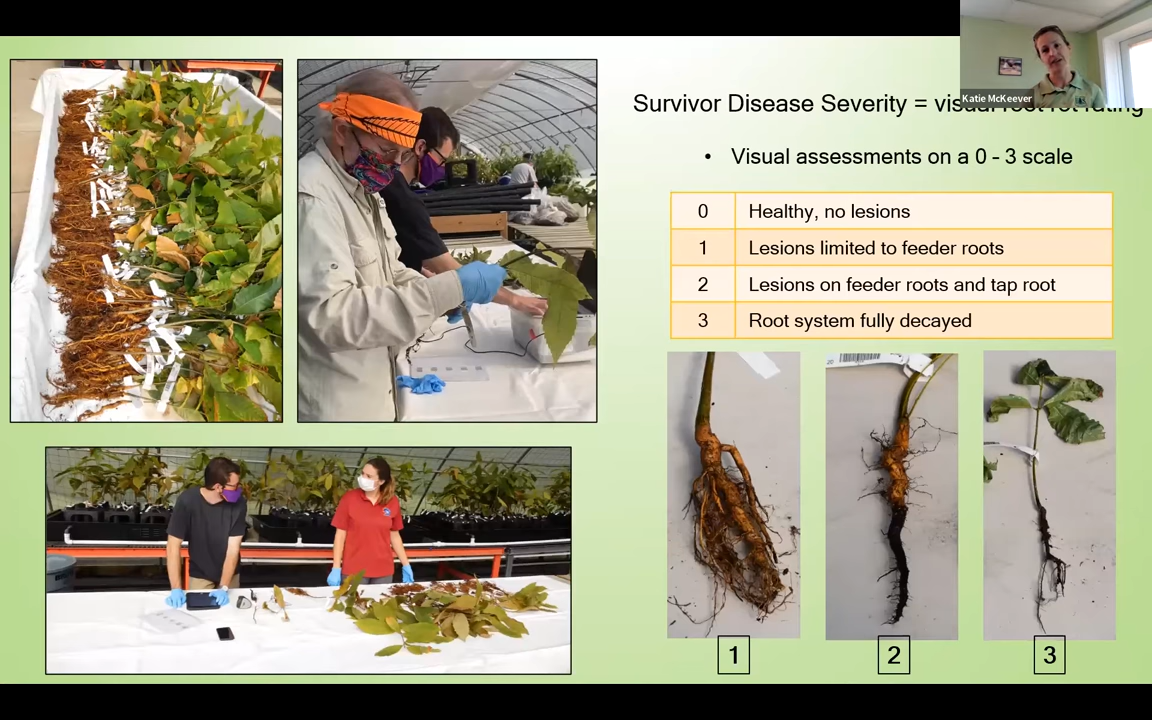 Katie McKeever
Survivor Disease Severity = visual root rot rating
• Visual assessments on a 0 - 3 scale
0 Healthy, no lesions
1 Lesions limited to feeder roots
2 Lesions on feeder roots and tap root
3 Root system fully decayed
1 2 3